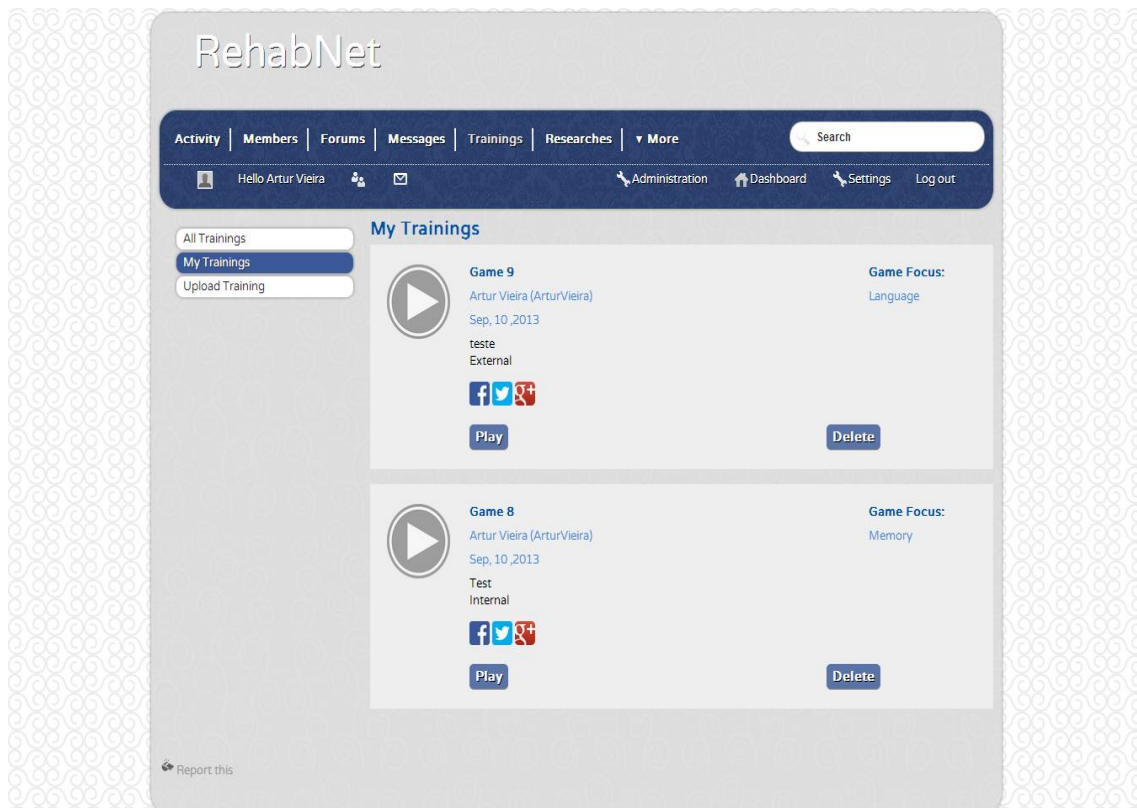 RehabNet
Activity | Members | Forums | Messages | Trainings | Researches | ▾ More
Search
Hello Artur Vieira
Administration
Dashboard
Settings
Log out
All Trainings
My Trainings
Upload Training
My Trainings
Game 9
Game Focus:
Artur Vieira (ArturVieira)
Language
Sep, 10 ,2013
teste
External
Play
Delete
Game 8
Game Focus:
Artur Vieira (ArturVieira)
Memory
Sep, 10 ,2013
Test
Internal
Play
Delete
Report this